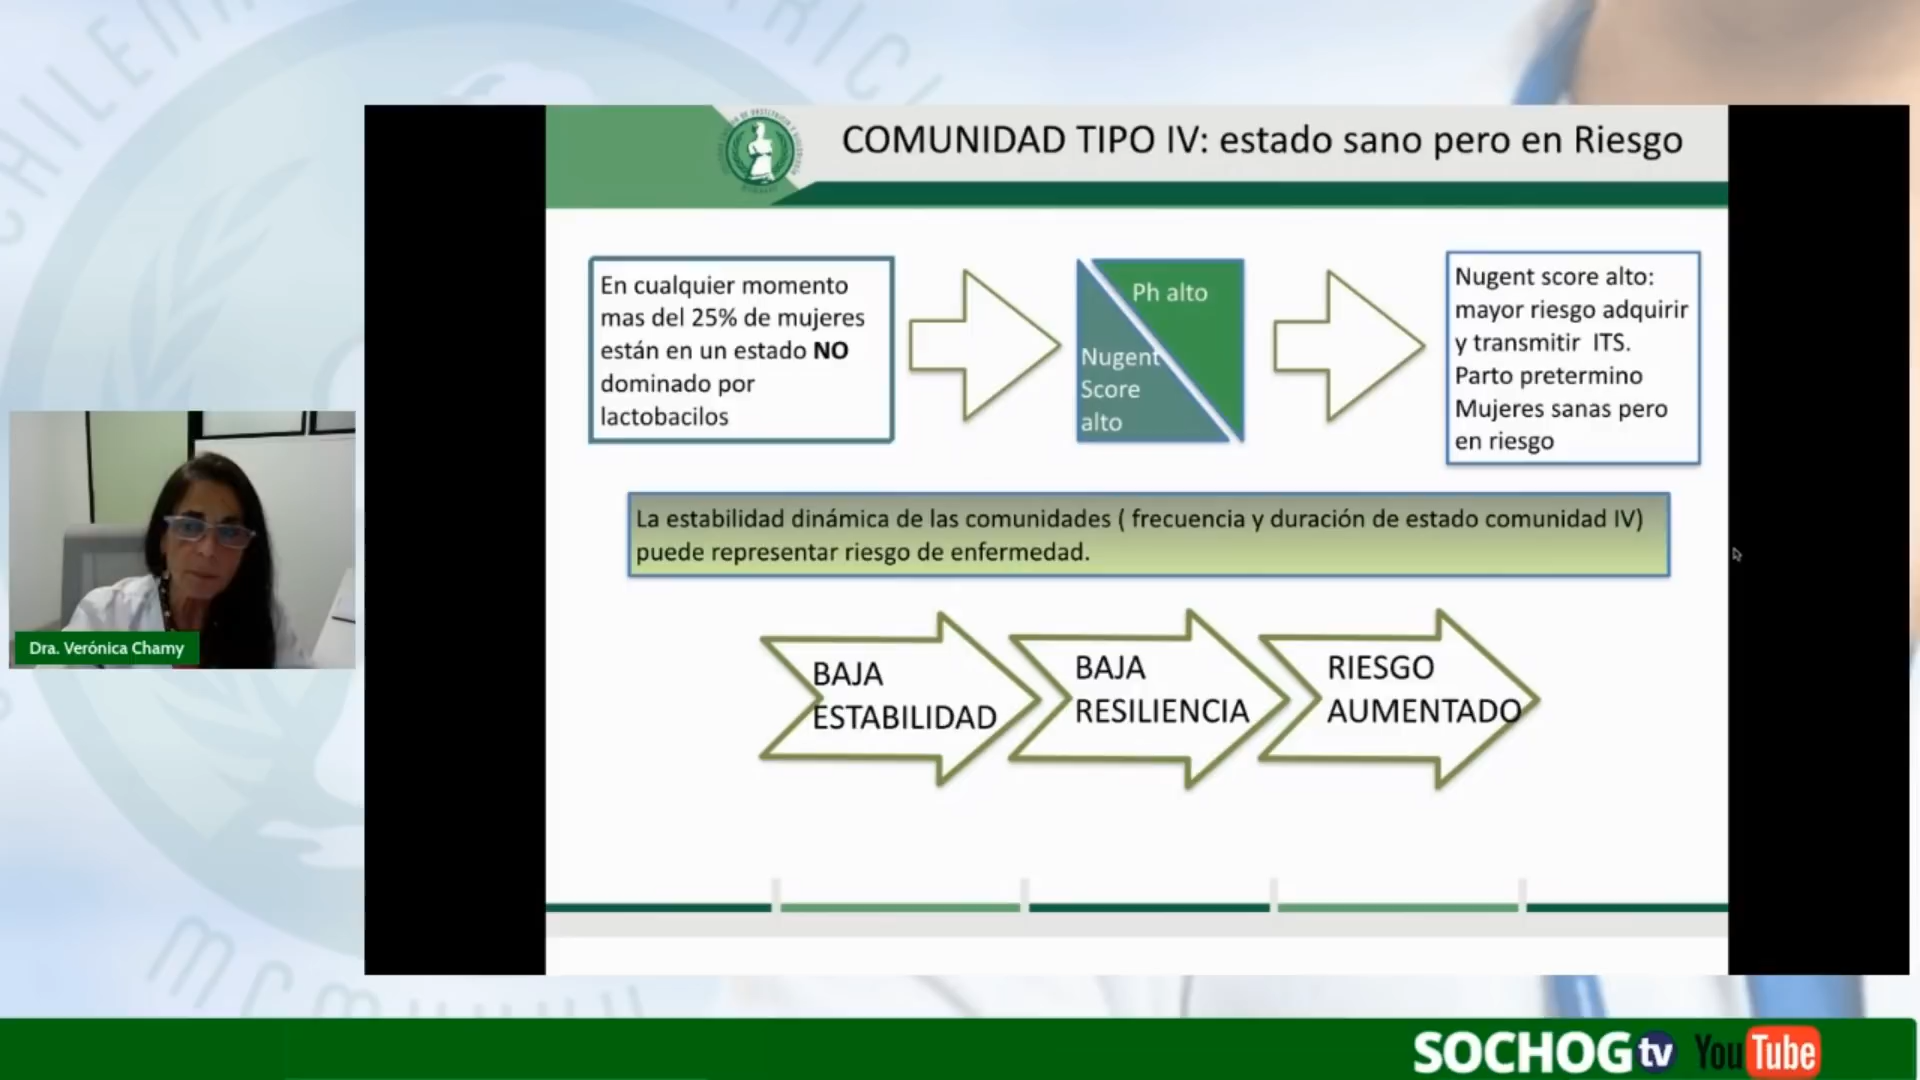 COMUNIDAD TIPO IV: estado sano pero en Riesgo
En cualquier momento
mas del 25% de mujeres
están en un estado NO
dominado por
lactobacilos
Ph alto
Nugent
Score
alto
Nugent score alto:
mayor riesgo adquirir
y transmitir ITS.
Parto pretermino
Mujeres sanas pero
en riesgo
La estabilidad dinámica de las comunidades ( frecuencia y duración de estado comunidad IV)
puede representar riesgo de enfermedad.
BAJA
ESTABILIDAD
BAJA
RESILIENCIA
RIESGO
AUMENTADO
Dra. Verónica Chamy
SOCHOG tv YouTube